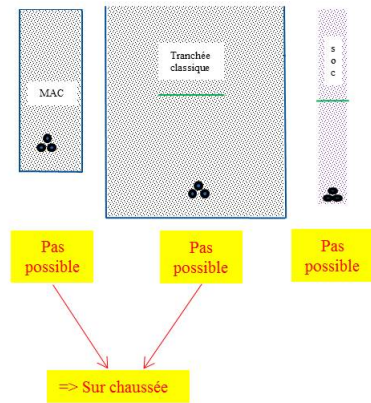 MAC
Tranchée
classique
s
o
c
Pas
possible
Pas
possible
Pas
possible
=> Sur chaussée